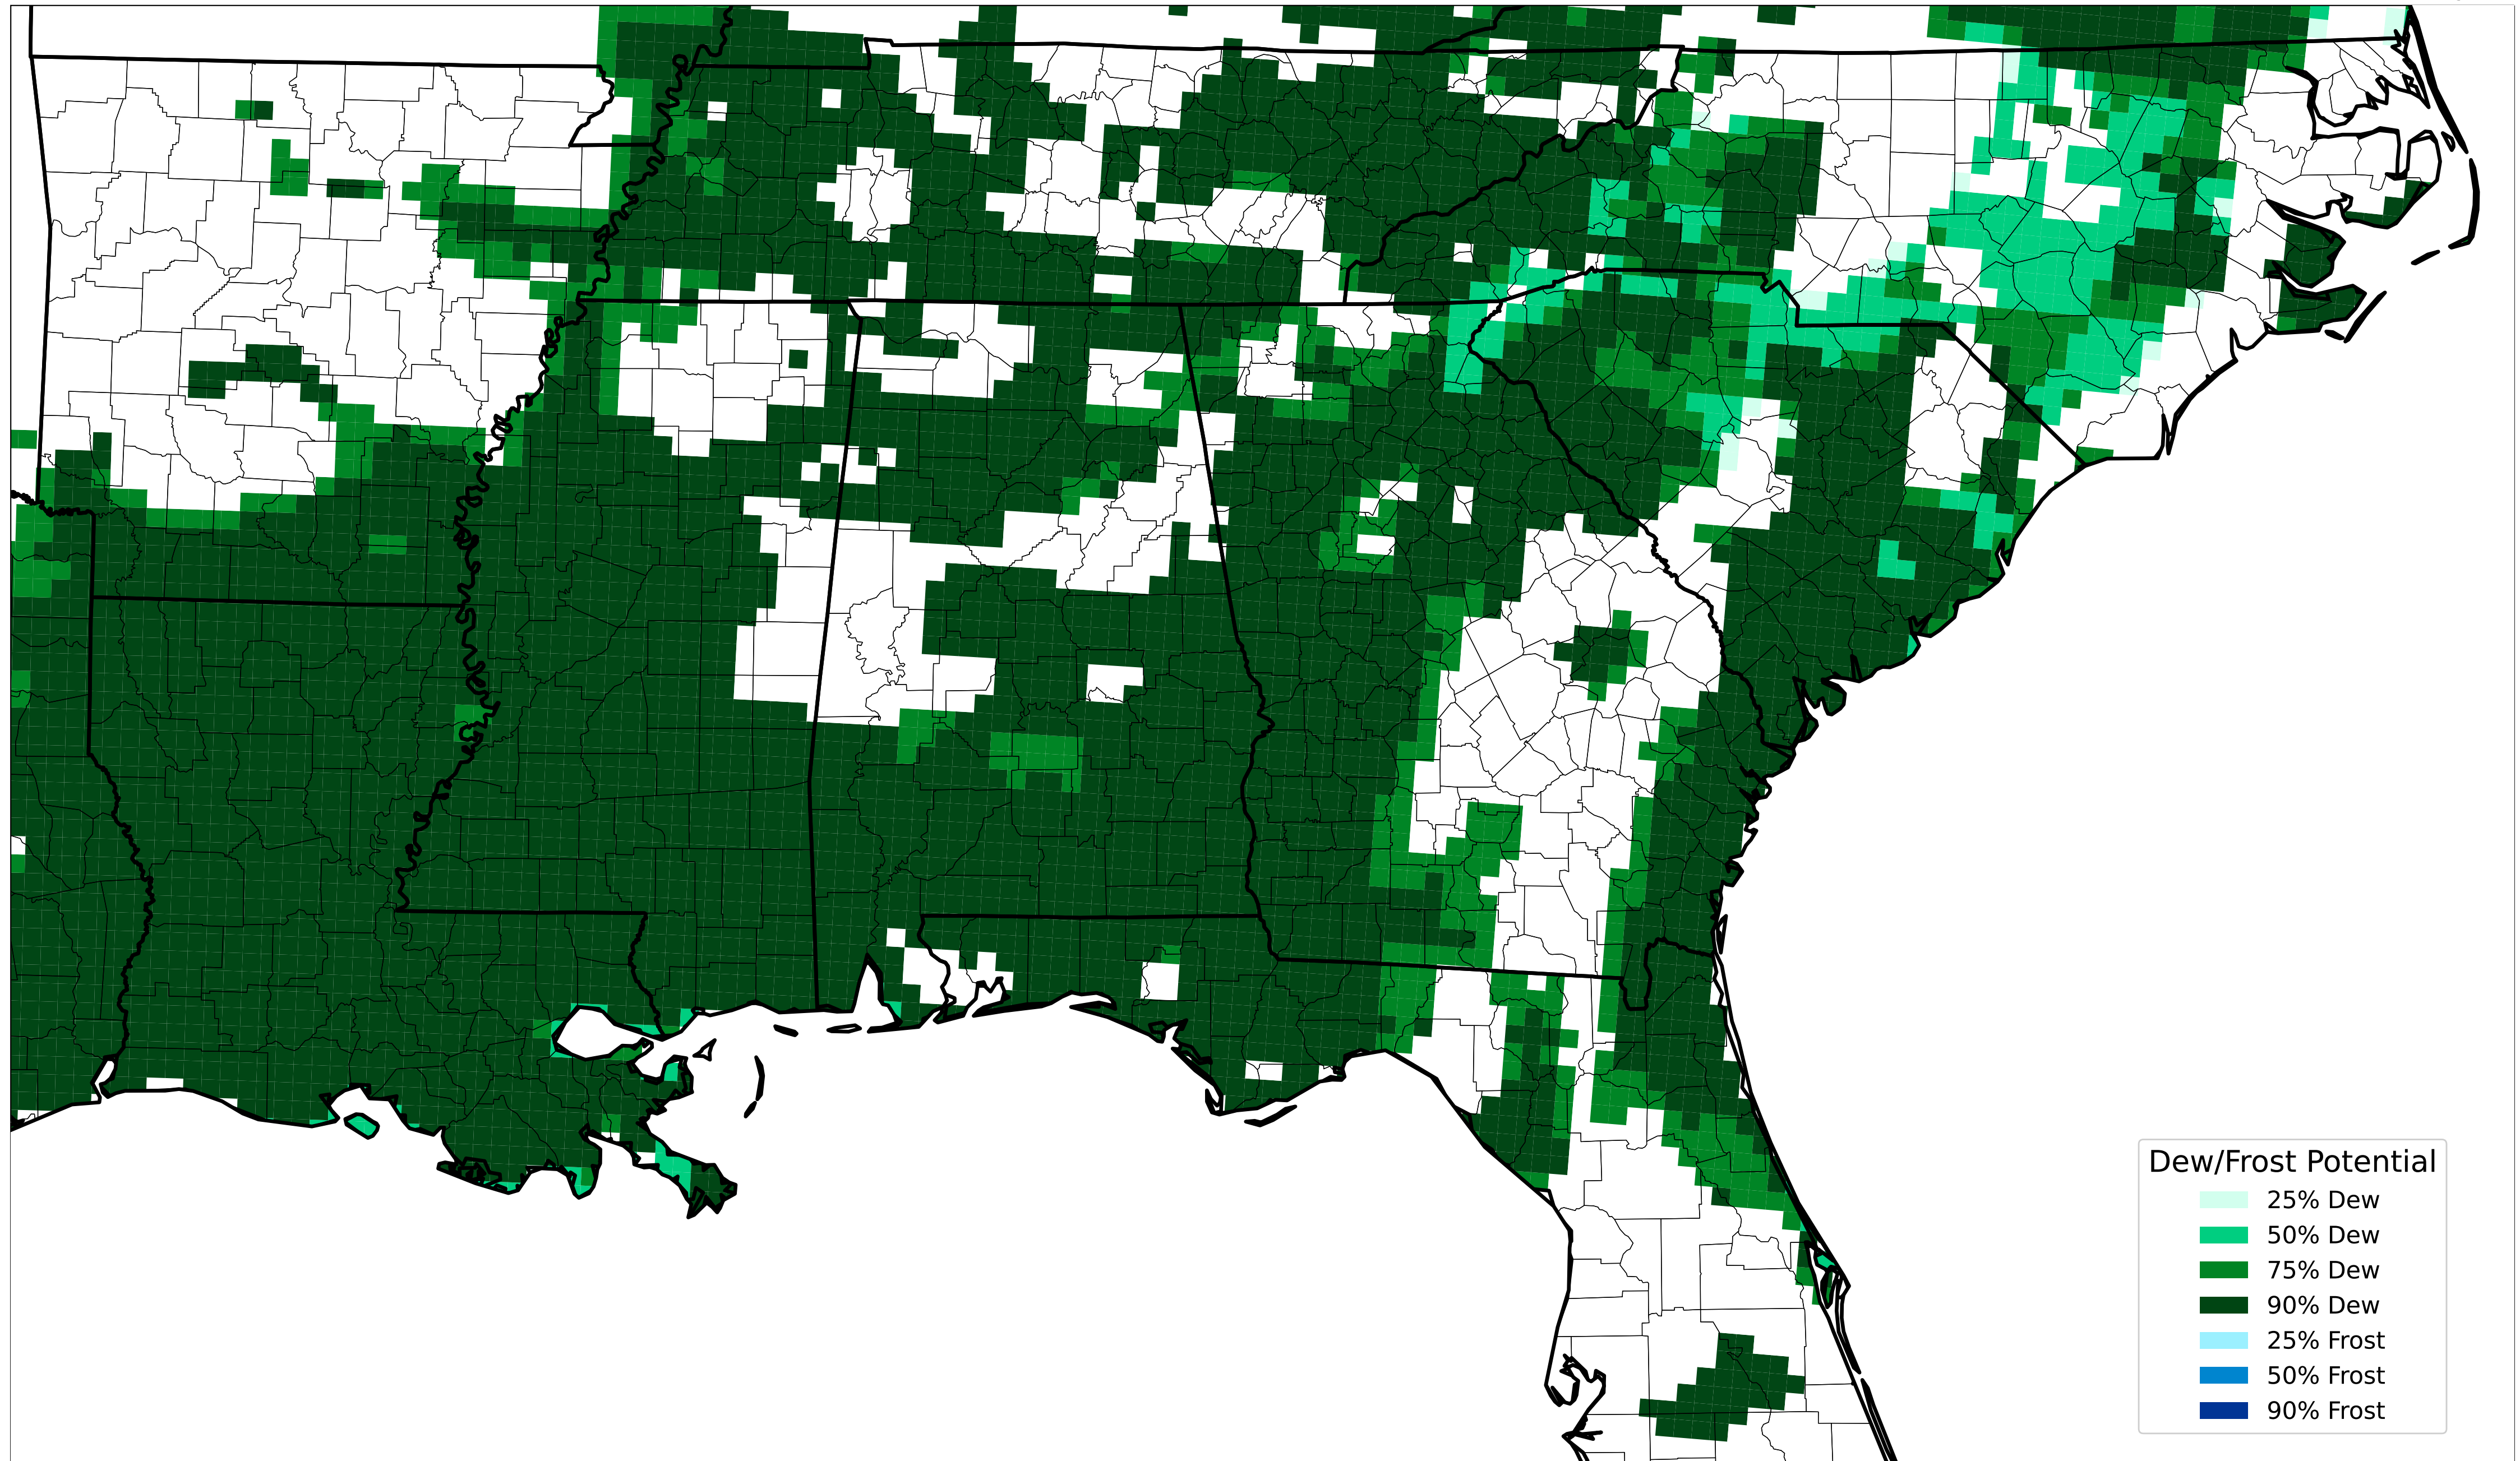 Dew/Frost Potential
25% Dew
50% Dew
75% Dew
90% Dew
25% Frost
50% Frost
90% Frost